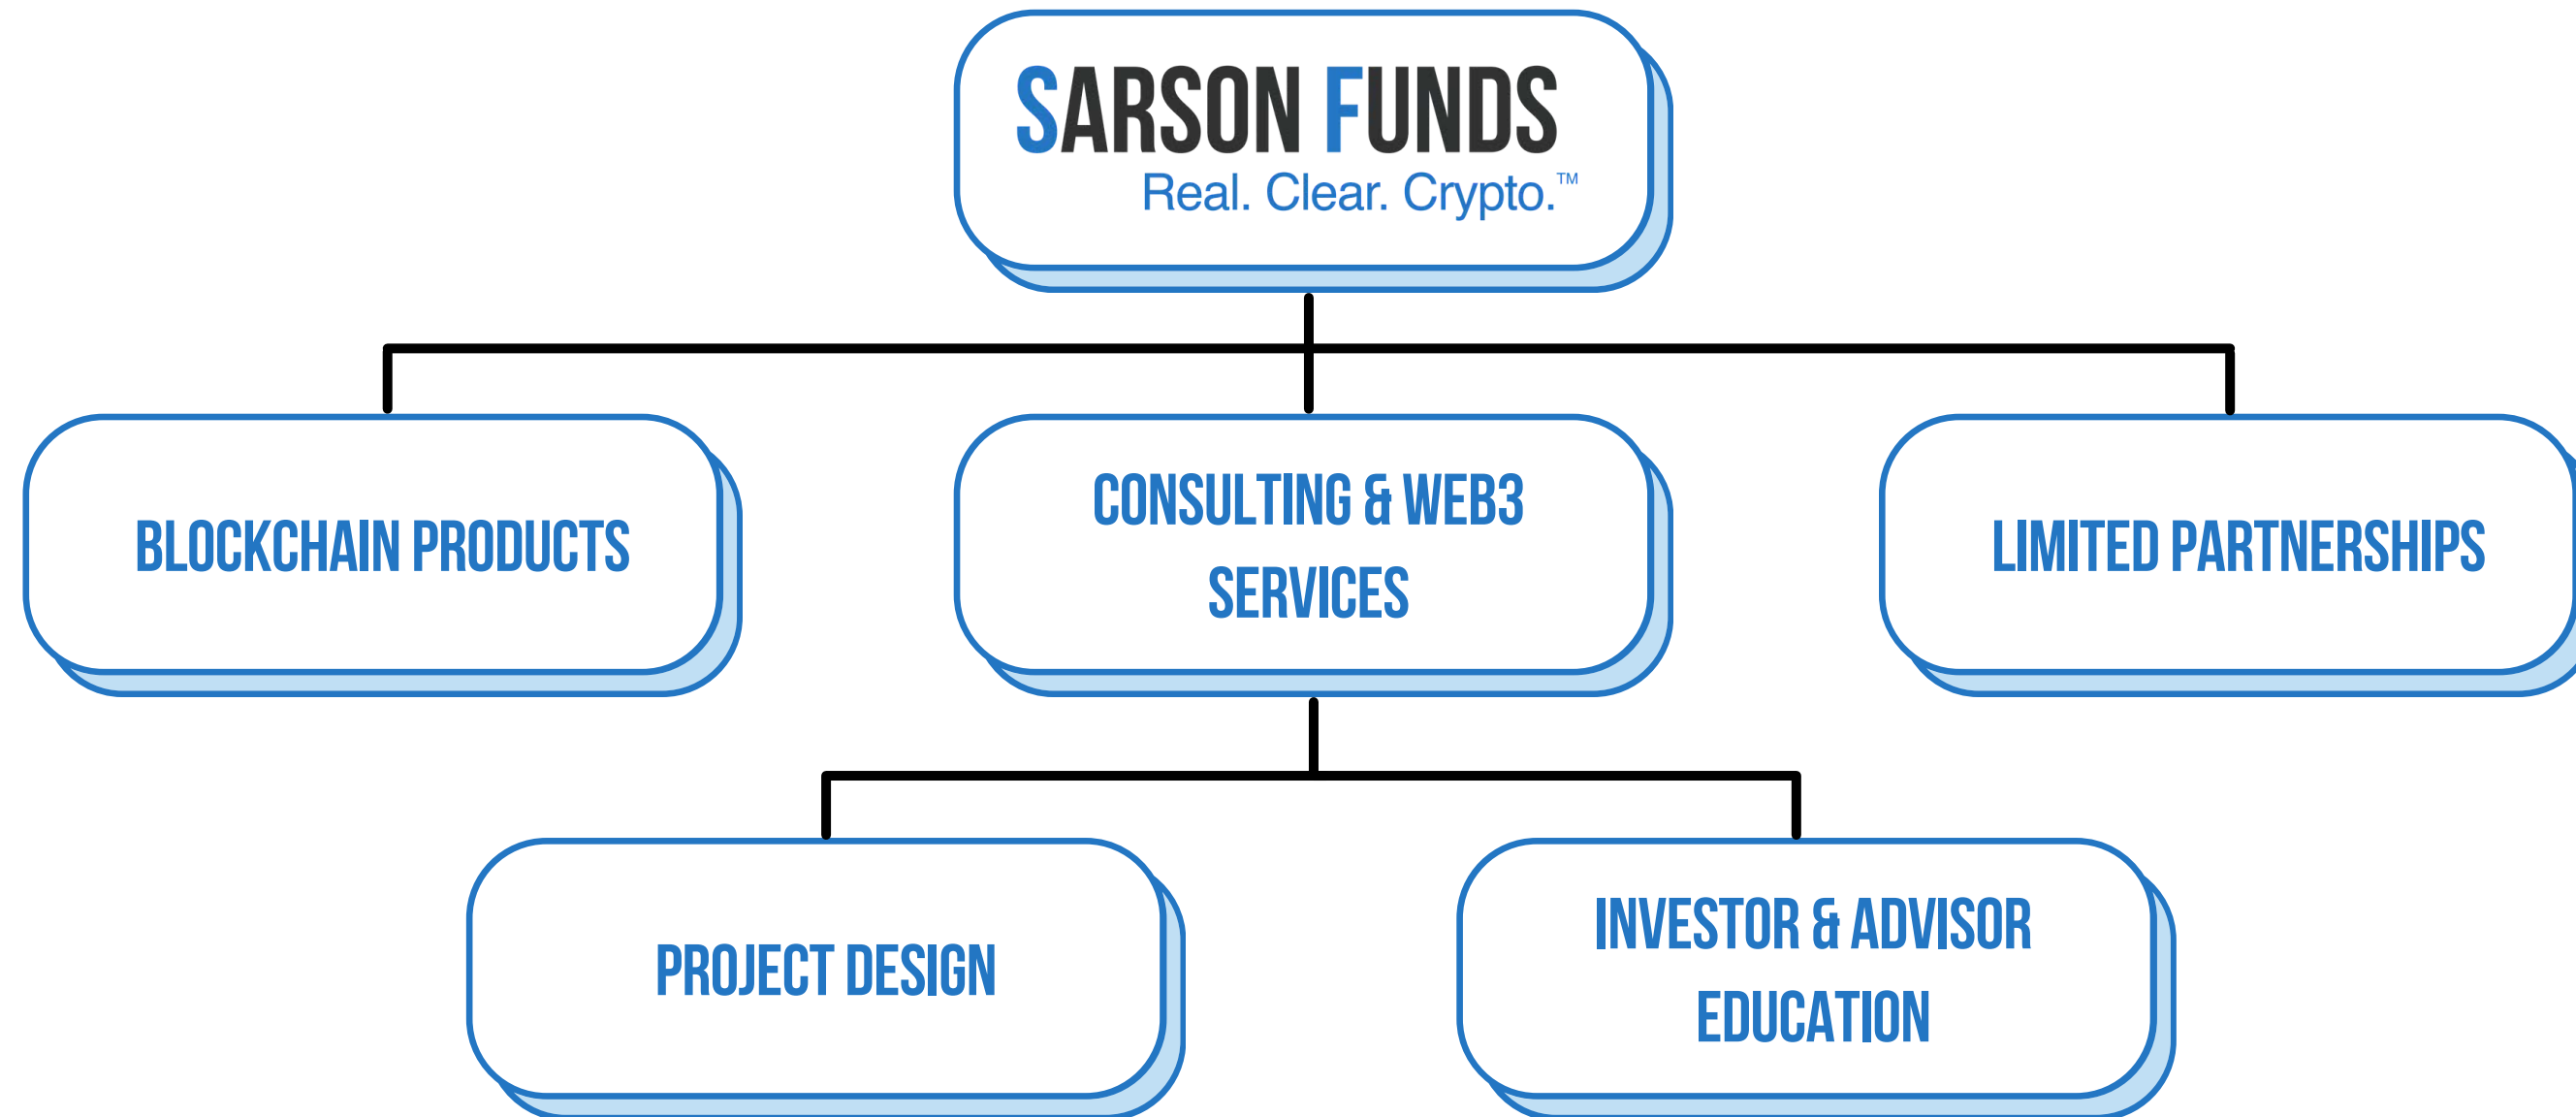 SARSON FUNDS
Real. Clear. Crypto.™
BLOCKCHAIN PRODUCTS
CONSULTING & WEB3
SERVICES
LIMITED PARTNERSHIPS
PROJECT DESIGN
INVESTOR & ADVISOR
EDUCATION